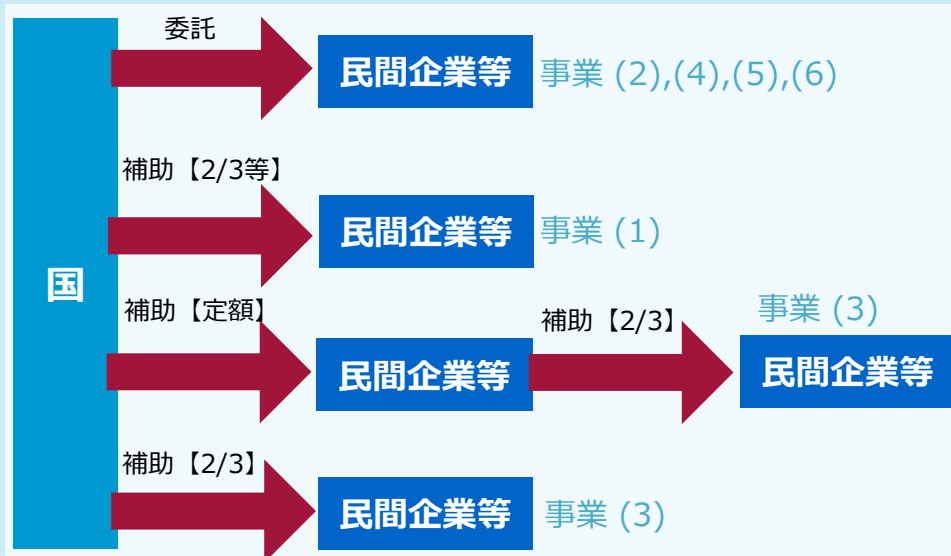 国
委託
民間企業等 事業 (2),(4),(5),(6)
補助【2/3等】
民間企業等 事業 (1)
補助【定額】
民間企業等
補助【2/3】
事業 (3)
民間企業等
補助【2/3】
民間企業等 事業 (3)